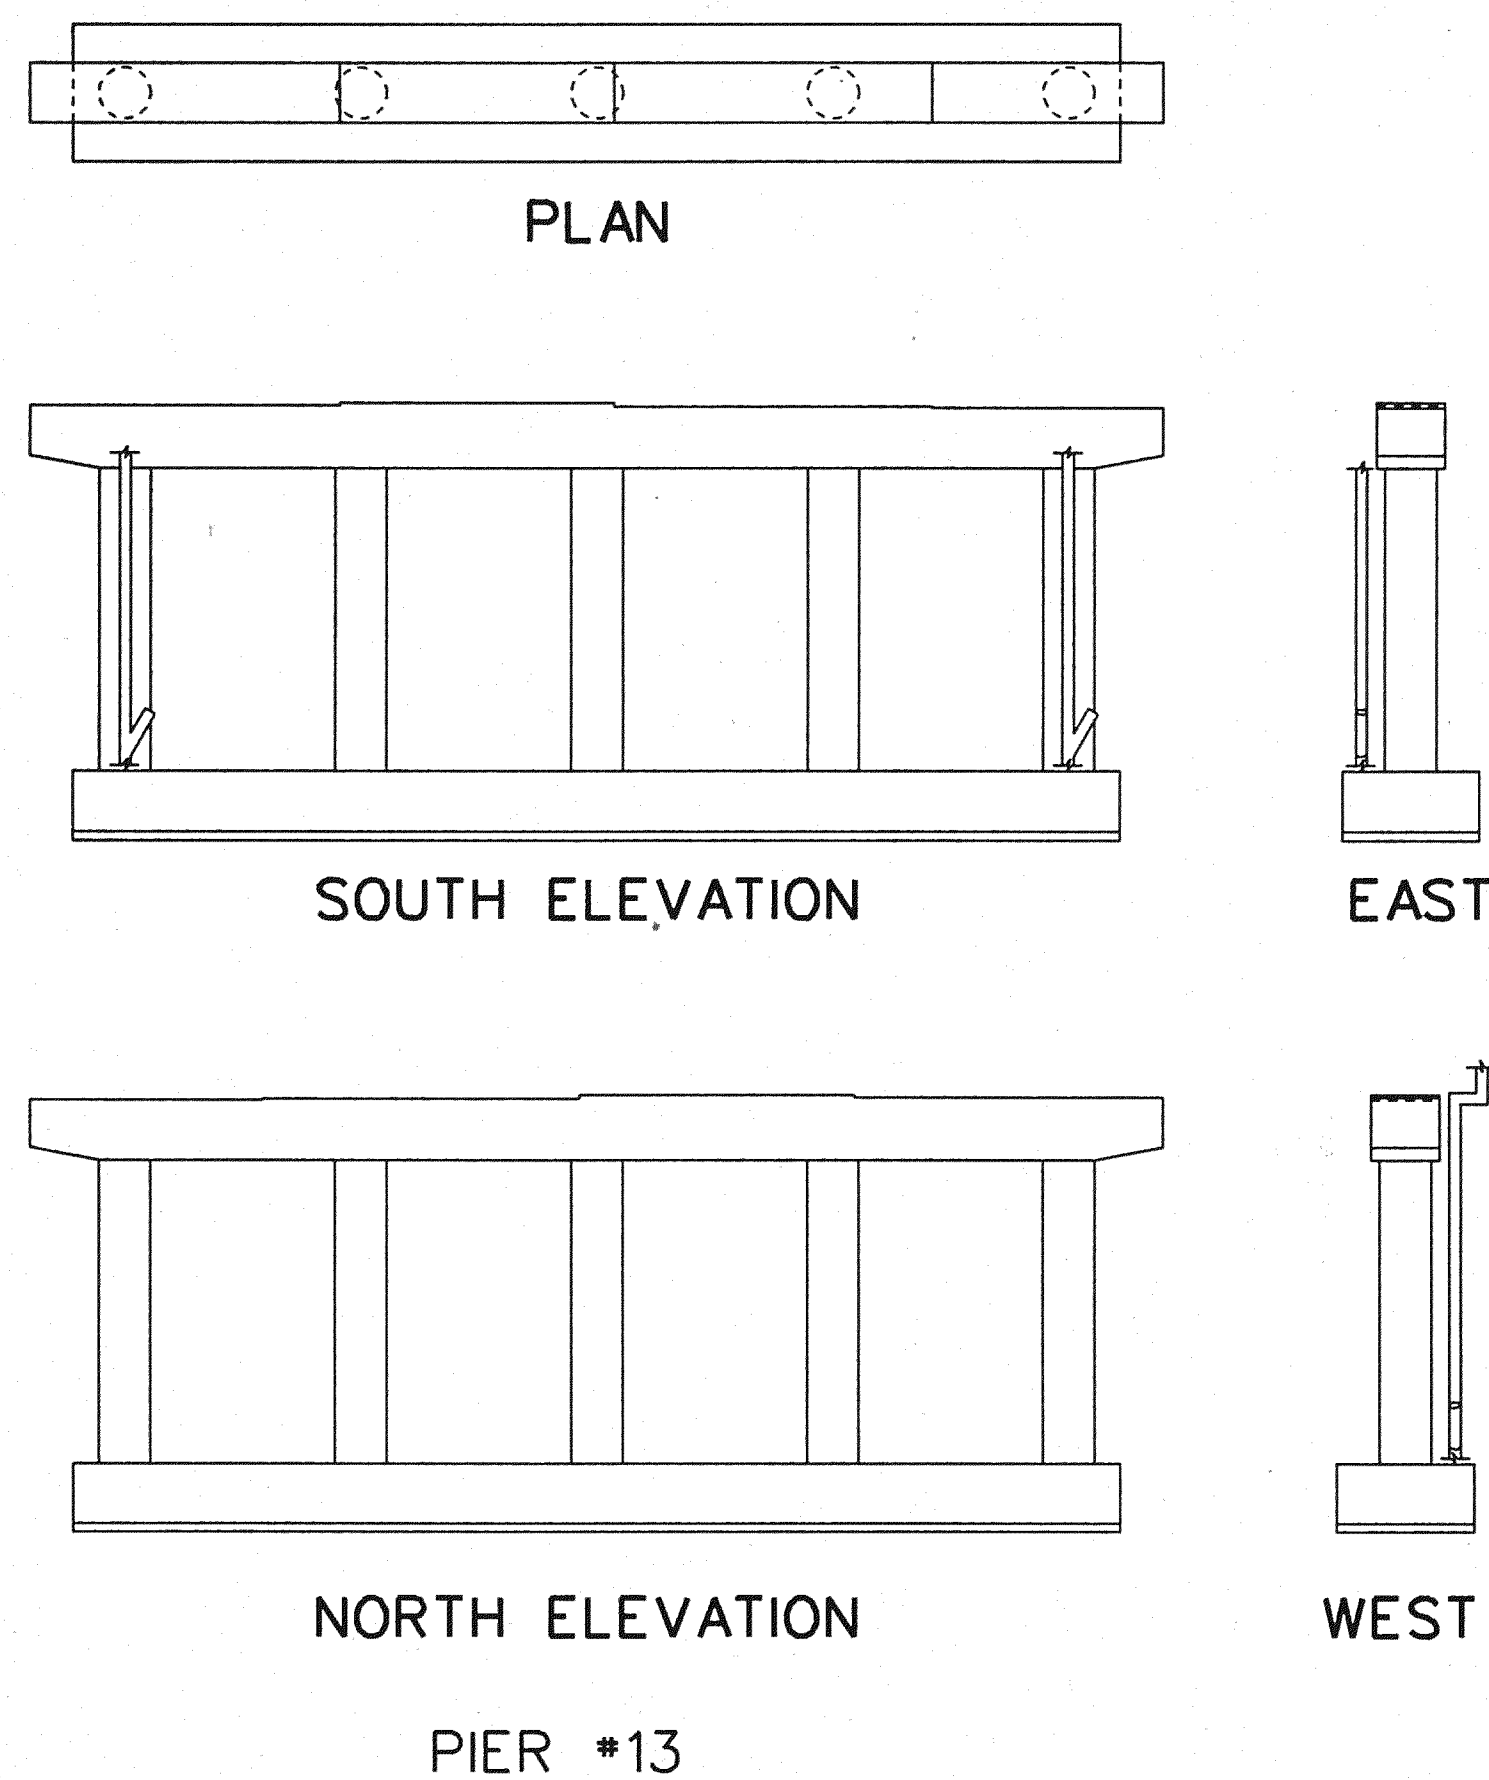 PLAN
SOUTH ELEVATION
EAST
NORTH ELEVATION
WEST
PIER #13